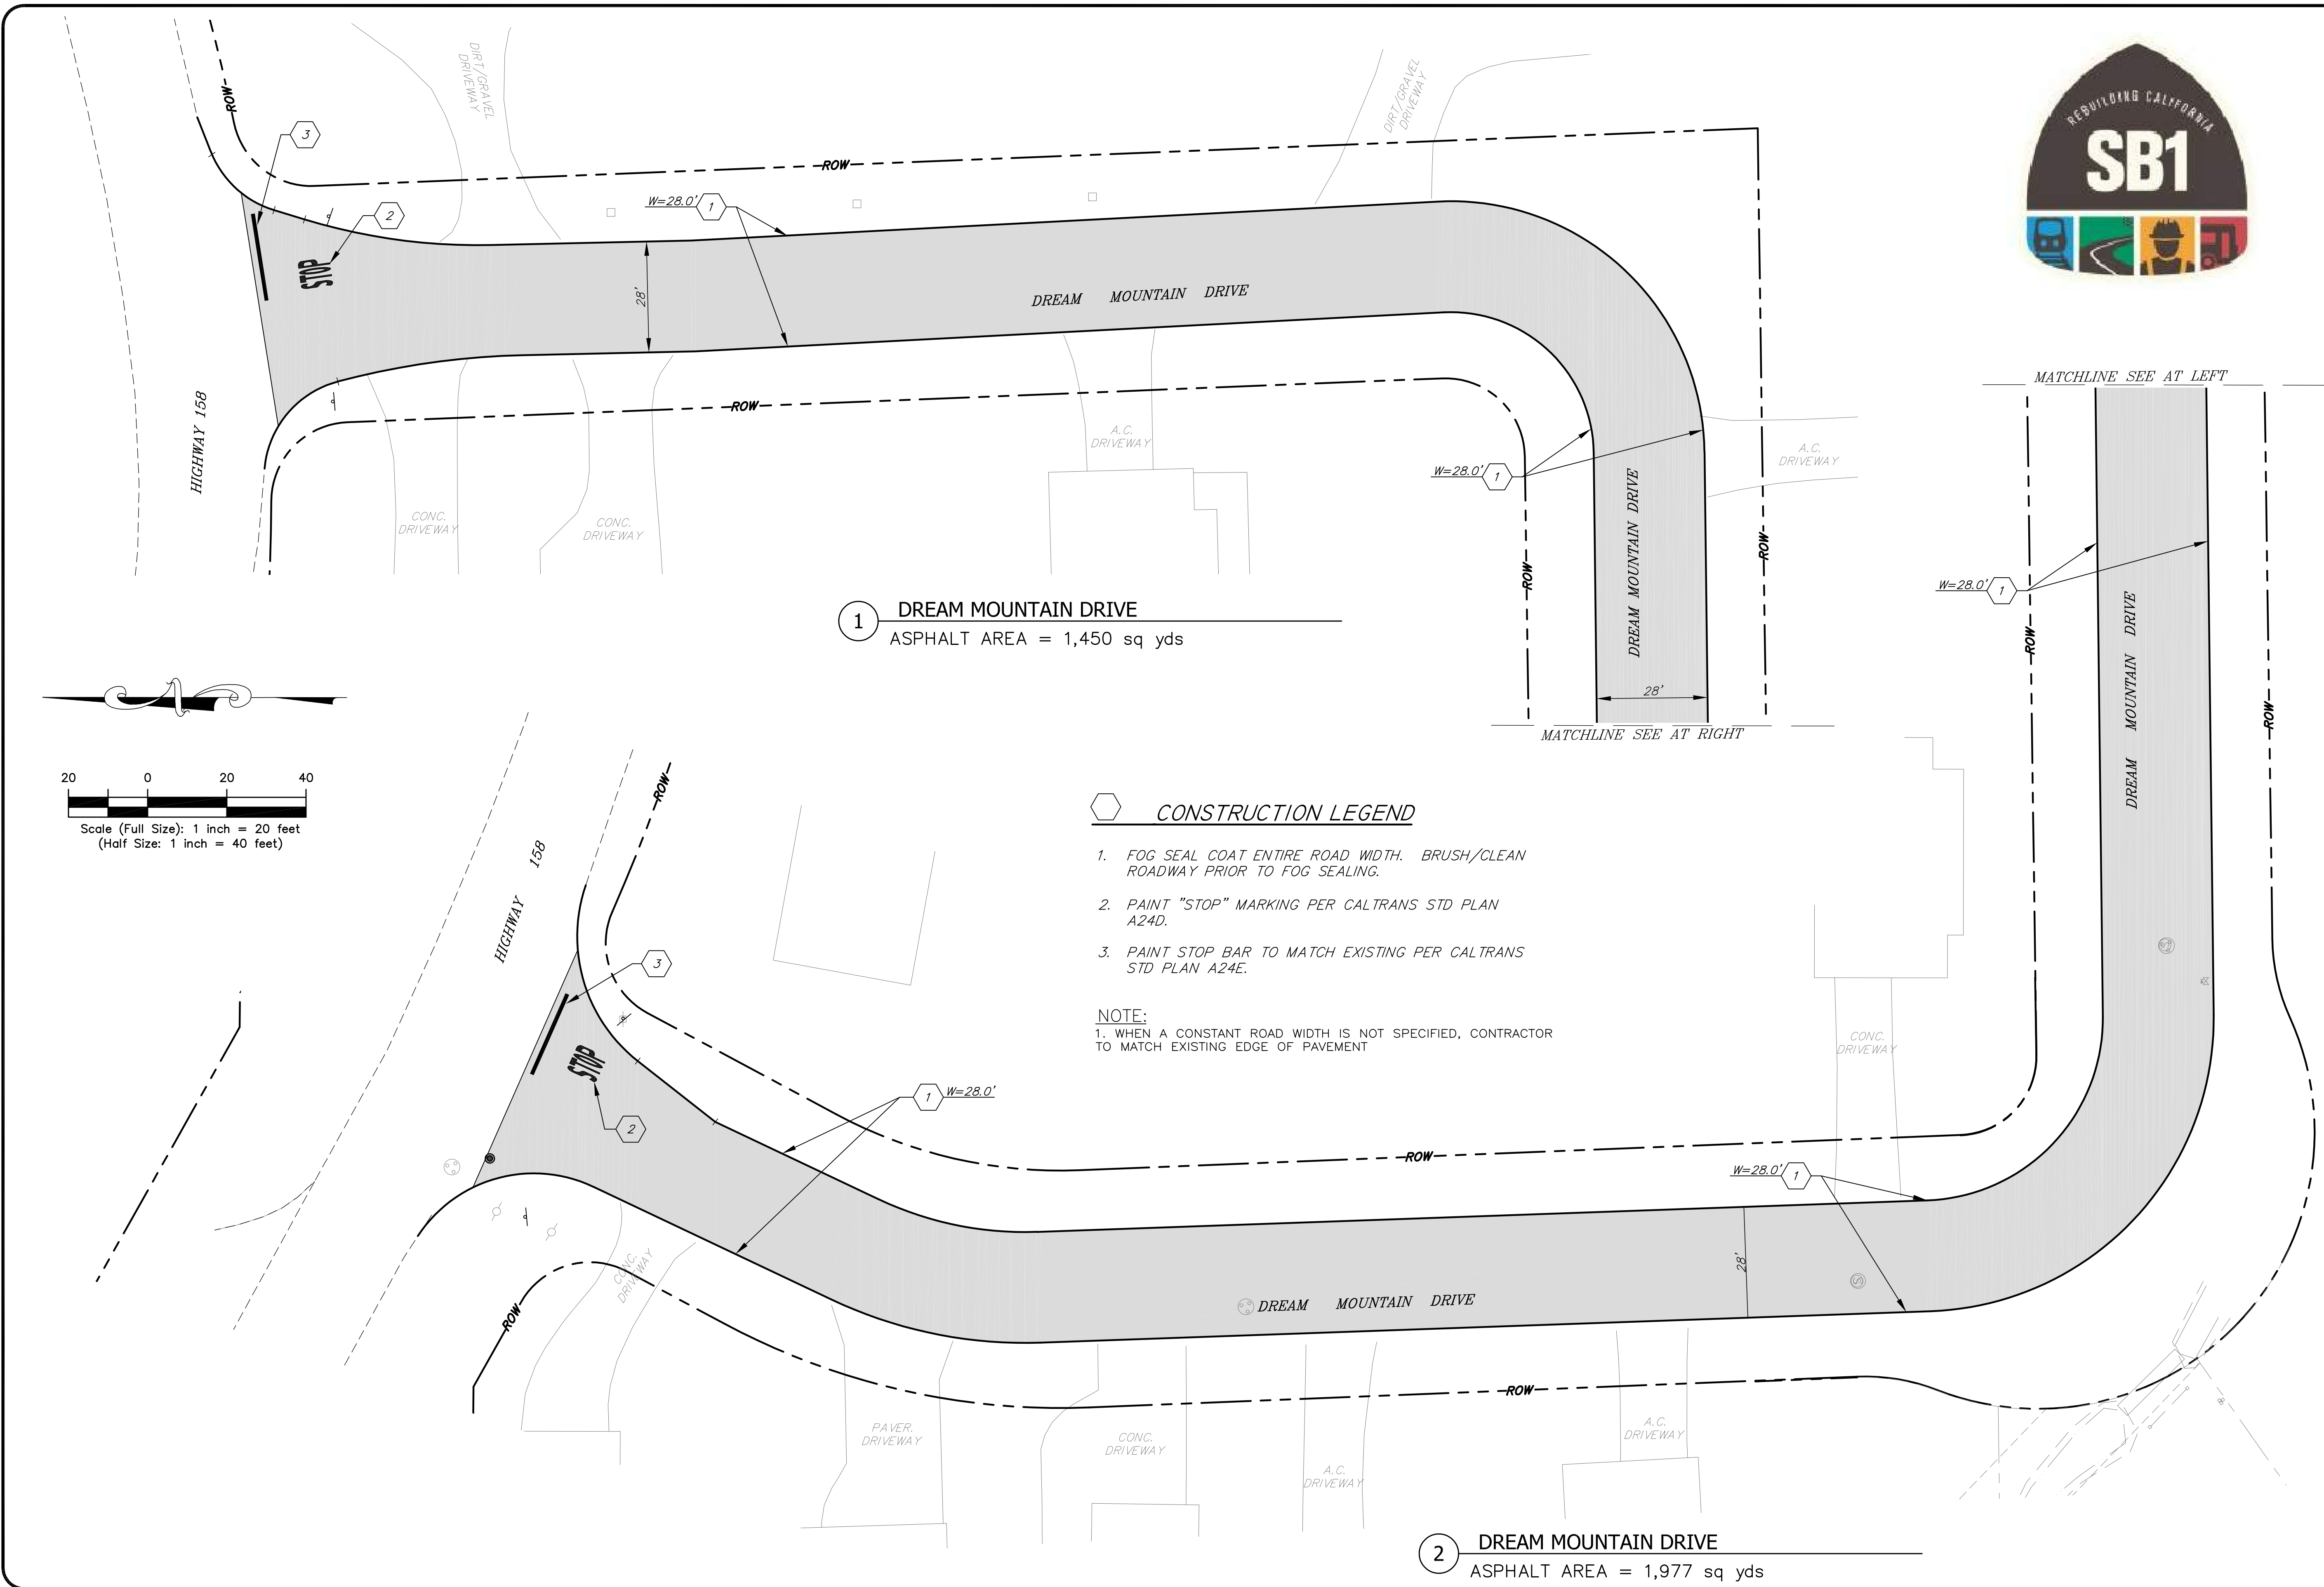 ROW
DIRT/GRAVEL
DRIVEWAY
DIRT/GRAVEL
DRIVEWAY
REBUILDING CALIFORNIA
SB1
3
2
ROW
W=28.0'
1
STOP
28'
DREAM MOUNTAIN DRIVE
HIGHWAY 158
ROW
A.C.
DRIVEWAY
A.C.
DRIVEWAY
W=28.0'
1
CONC.
DRIVEWAY
CONC.
DRIVEWAY
DREAM MOUNTAIN DRIVE
ROW
ROW
28'
MATCHLINE SEE AT RIGHT
1
DREAM MOUNTAIN DRIVE
ASPHALT AREA = 1,450 sq yds
MATCHLINE SEE AT LEFT
W=28.0'
1
ROW
DREAM MOUNTAIN DRIVE
ROW
N
20 0 20 40
Scale (Full Size): 1 inch = 20 feet
(Half Size: 1 inch = 40 feet)
CONSTRUCTION LEGEND
1. FOG SEAL COAT ENTIRE ROAD WIDTH. BRUSH/CLEAN
ROADWAY PRIOR TO FOG SEALING.
2. PAINT "STOP" MARKING PER CALTRANS STD PLAN
A24D.
3. PAINT STOP BAR TO MATCH EXISTING PER CALTRANS
STD PLAN A24E.
NOTE:
1. WHEN A CONSTANT ROAD WIDTH IS NOT SPECIFIED, CONTRACTOR
TO MATCH EXISTING EDGE OF PAVEMENT
ROW
HIGHWAY 158
3
STOP
2
1
W=28.0'
CONC.
DRIVEWAY
ROW
W=28.0'
1
28'
S
DREAM MOUNTAIN DRIVE
CONC.
DRIVEWAY
ROW
ROW
PAVER.
DRIVEWAY
CONC.
DRIVEWAY
A.C.
DRIVEWAY
A.C.
DRIVEWAY
2
DREAM MOUNTAIN DRIVE
ASPHALT AREA = 1,977 sq yds